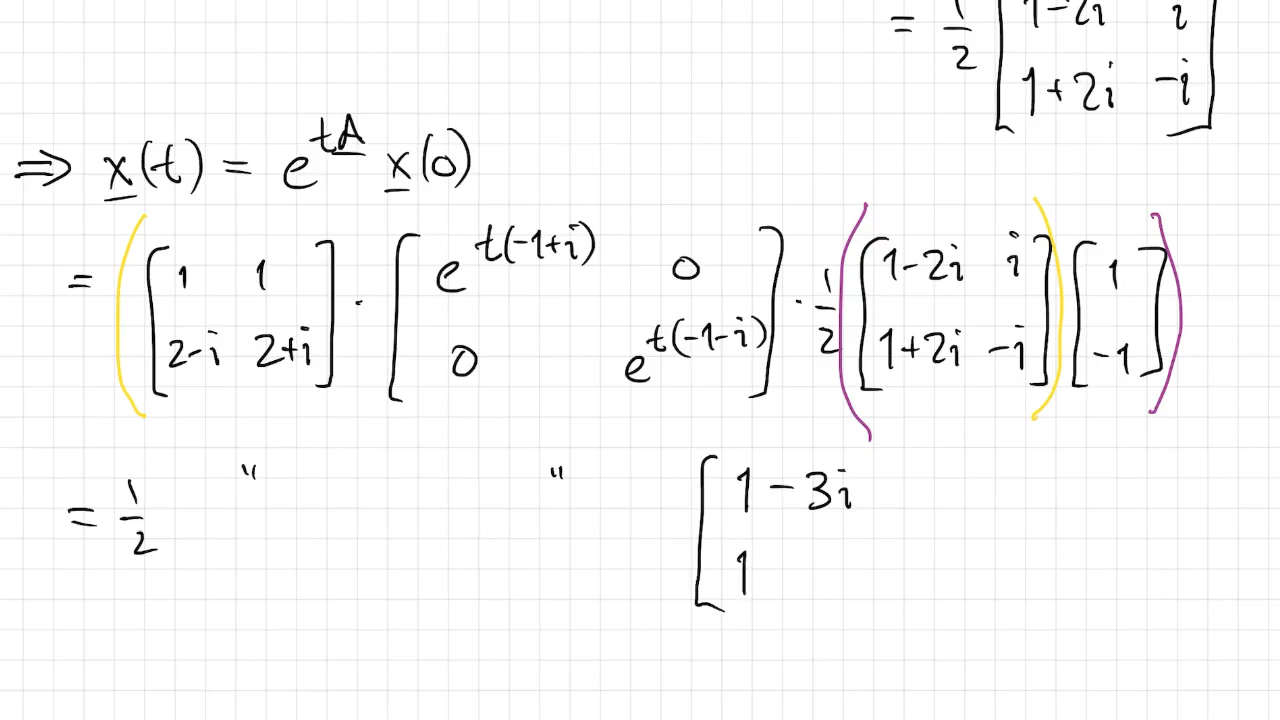 = 1/2 [ 1-2i i ; 1+2i -i ]
⇒ x(t) = e^{tA} x(0)
= ( [ 1 1 ; 2-i 2+i ] · [ e^{t(-1+i)} 0 ; 0 e^{t(-1-i)} ] · 1/2 ( [ 1-2i i ; 1+2i -i ] ) [ 1 ; -1 ] )
= 1/2 " " [ 1-3i ; 1